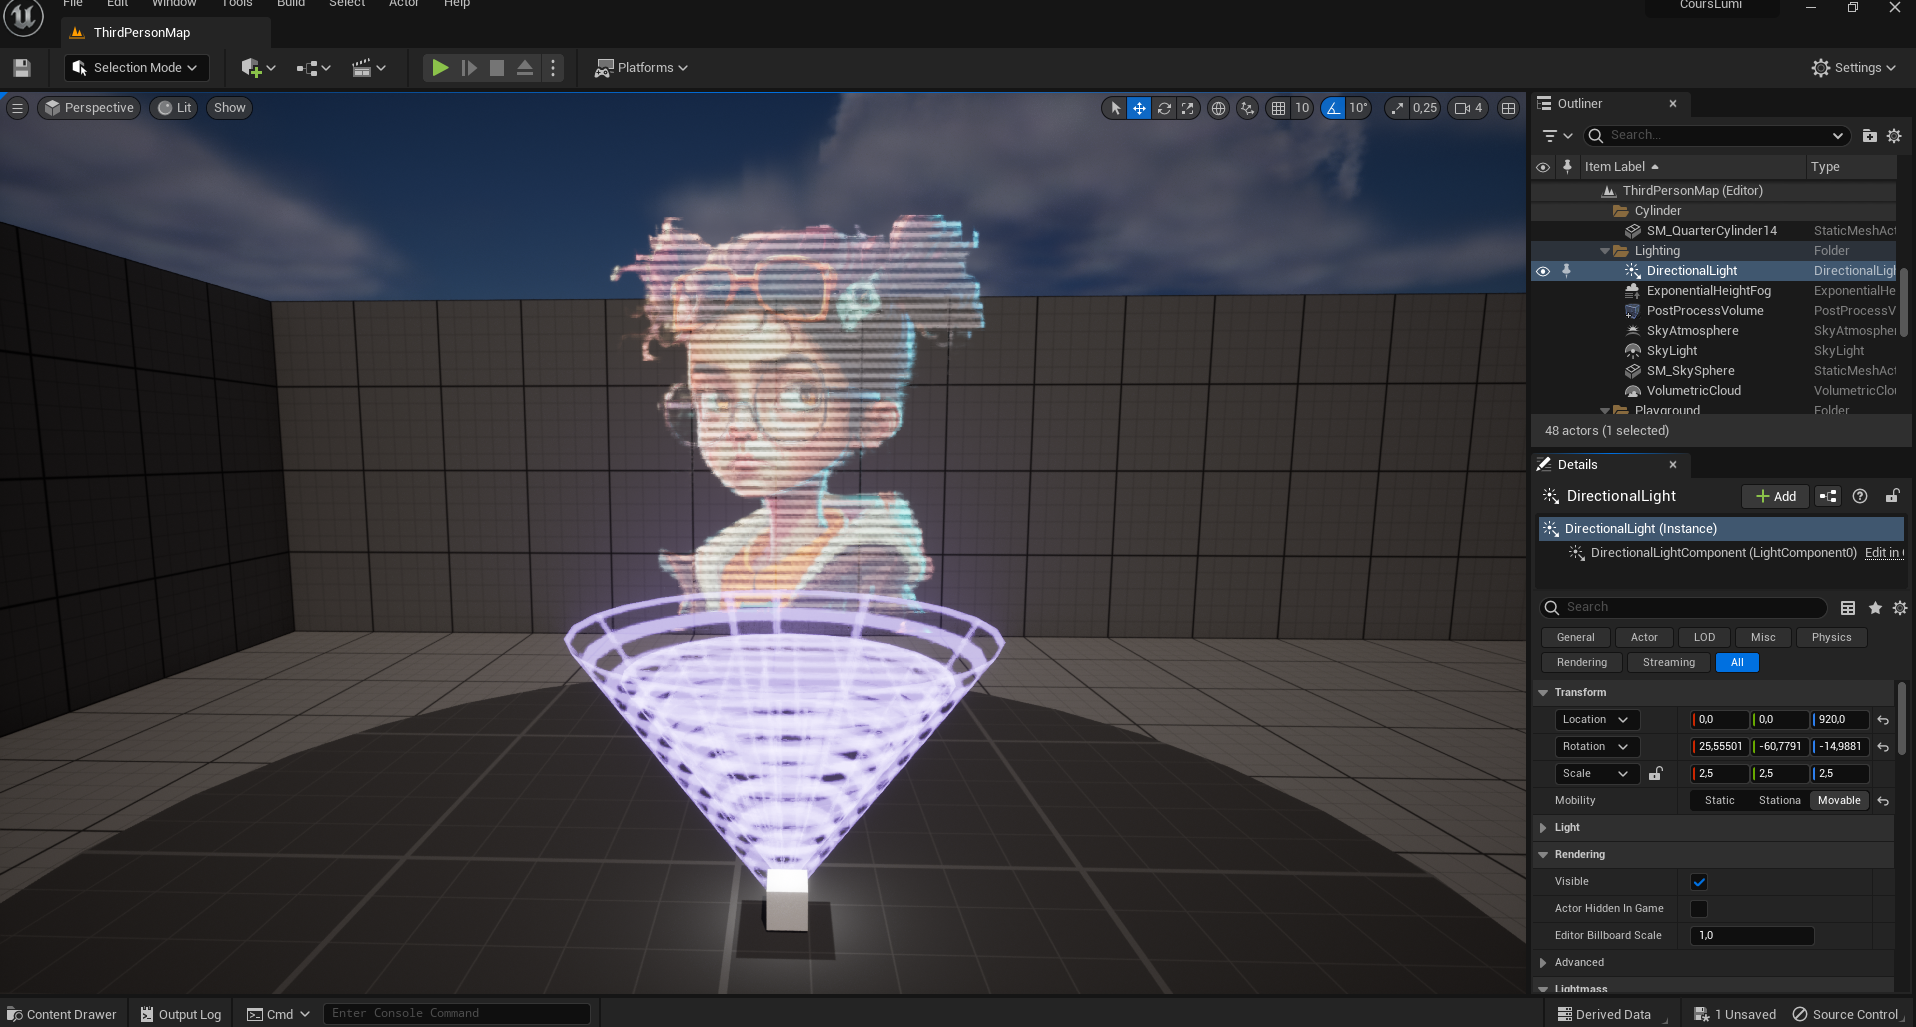 File Edit Window Tools Build Select Actor Help
CoursLumi
ThirdPersonMap
Selection Mode
Platforms
Settings
Perspective
Lit
Show
10
10°
0,25
4
Outliner
Search...
Item Label
Type
ThirdPersonMap (Editor)
Cylinder
SM_QuarterCylinder14 StaticMeshAct
Lighting Folder
DirectionalLight DirectionalLigh
ExponentialHeightFog ExponentialHe
PostProcessVolume PostProcessV
SkyAtmosphere SkyAtmospher
SkyLight SkyLight
SM_SkySphere StaticMeshAct
VolumetricCloud VolumetricClou
Playground Folder
48 actors (1 selected)
Details
DirectionalLight
Add
DirectionalLight (Instance)
DirectionalLightComponent (LightComponent0) Edit in
Search
General Actor LOD Misc Physics
Rendering Streaming All
Transform
Location 0,0 0,0 920,0
Rotation 25,55501 -60,7791 -14,9881
Scale 2,5 2,5 2,5
Mobility Static Stationa Movable
Light
Rendering
Visible
Actor Hidden In Game
Editor Billboard Scale 1,0
Advanced
Lightmass
Content Drawer
Output Log
Cmd
Enter Console Command
Derived Data
1 Unsaved
Source Control